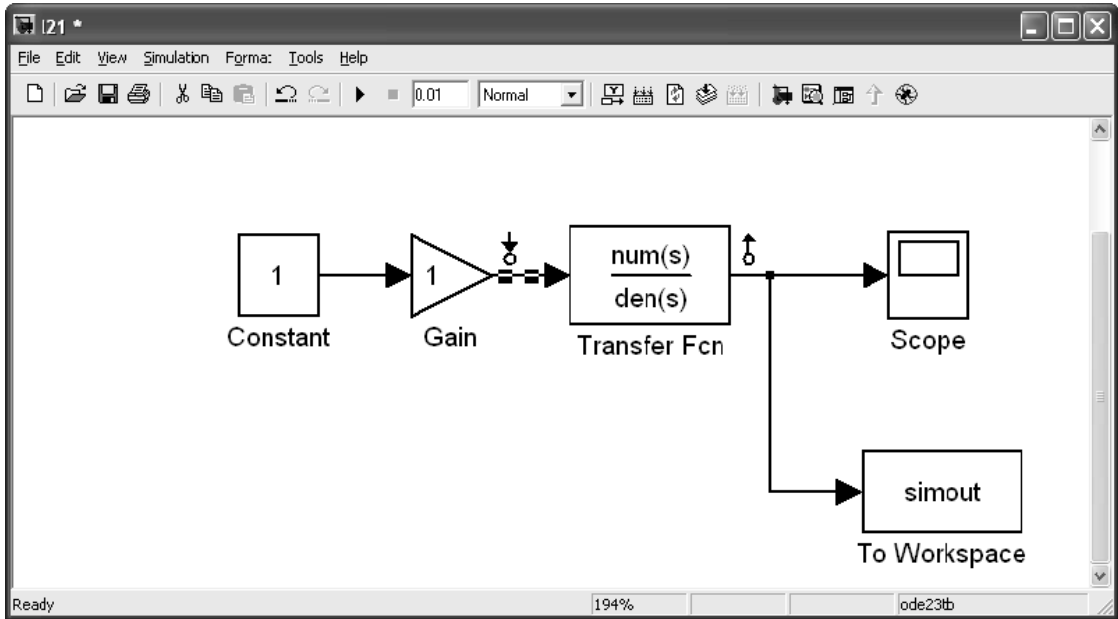 l21 *
File Edit View Simulation Format Tools Help
0.01 Normal
1
Constant
1
Gain
num(s)
den(s)
Transfer Fcn
Scope
simout
To Workspace
Ready 194% ode23tb